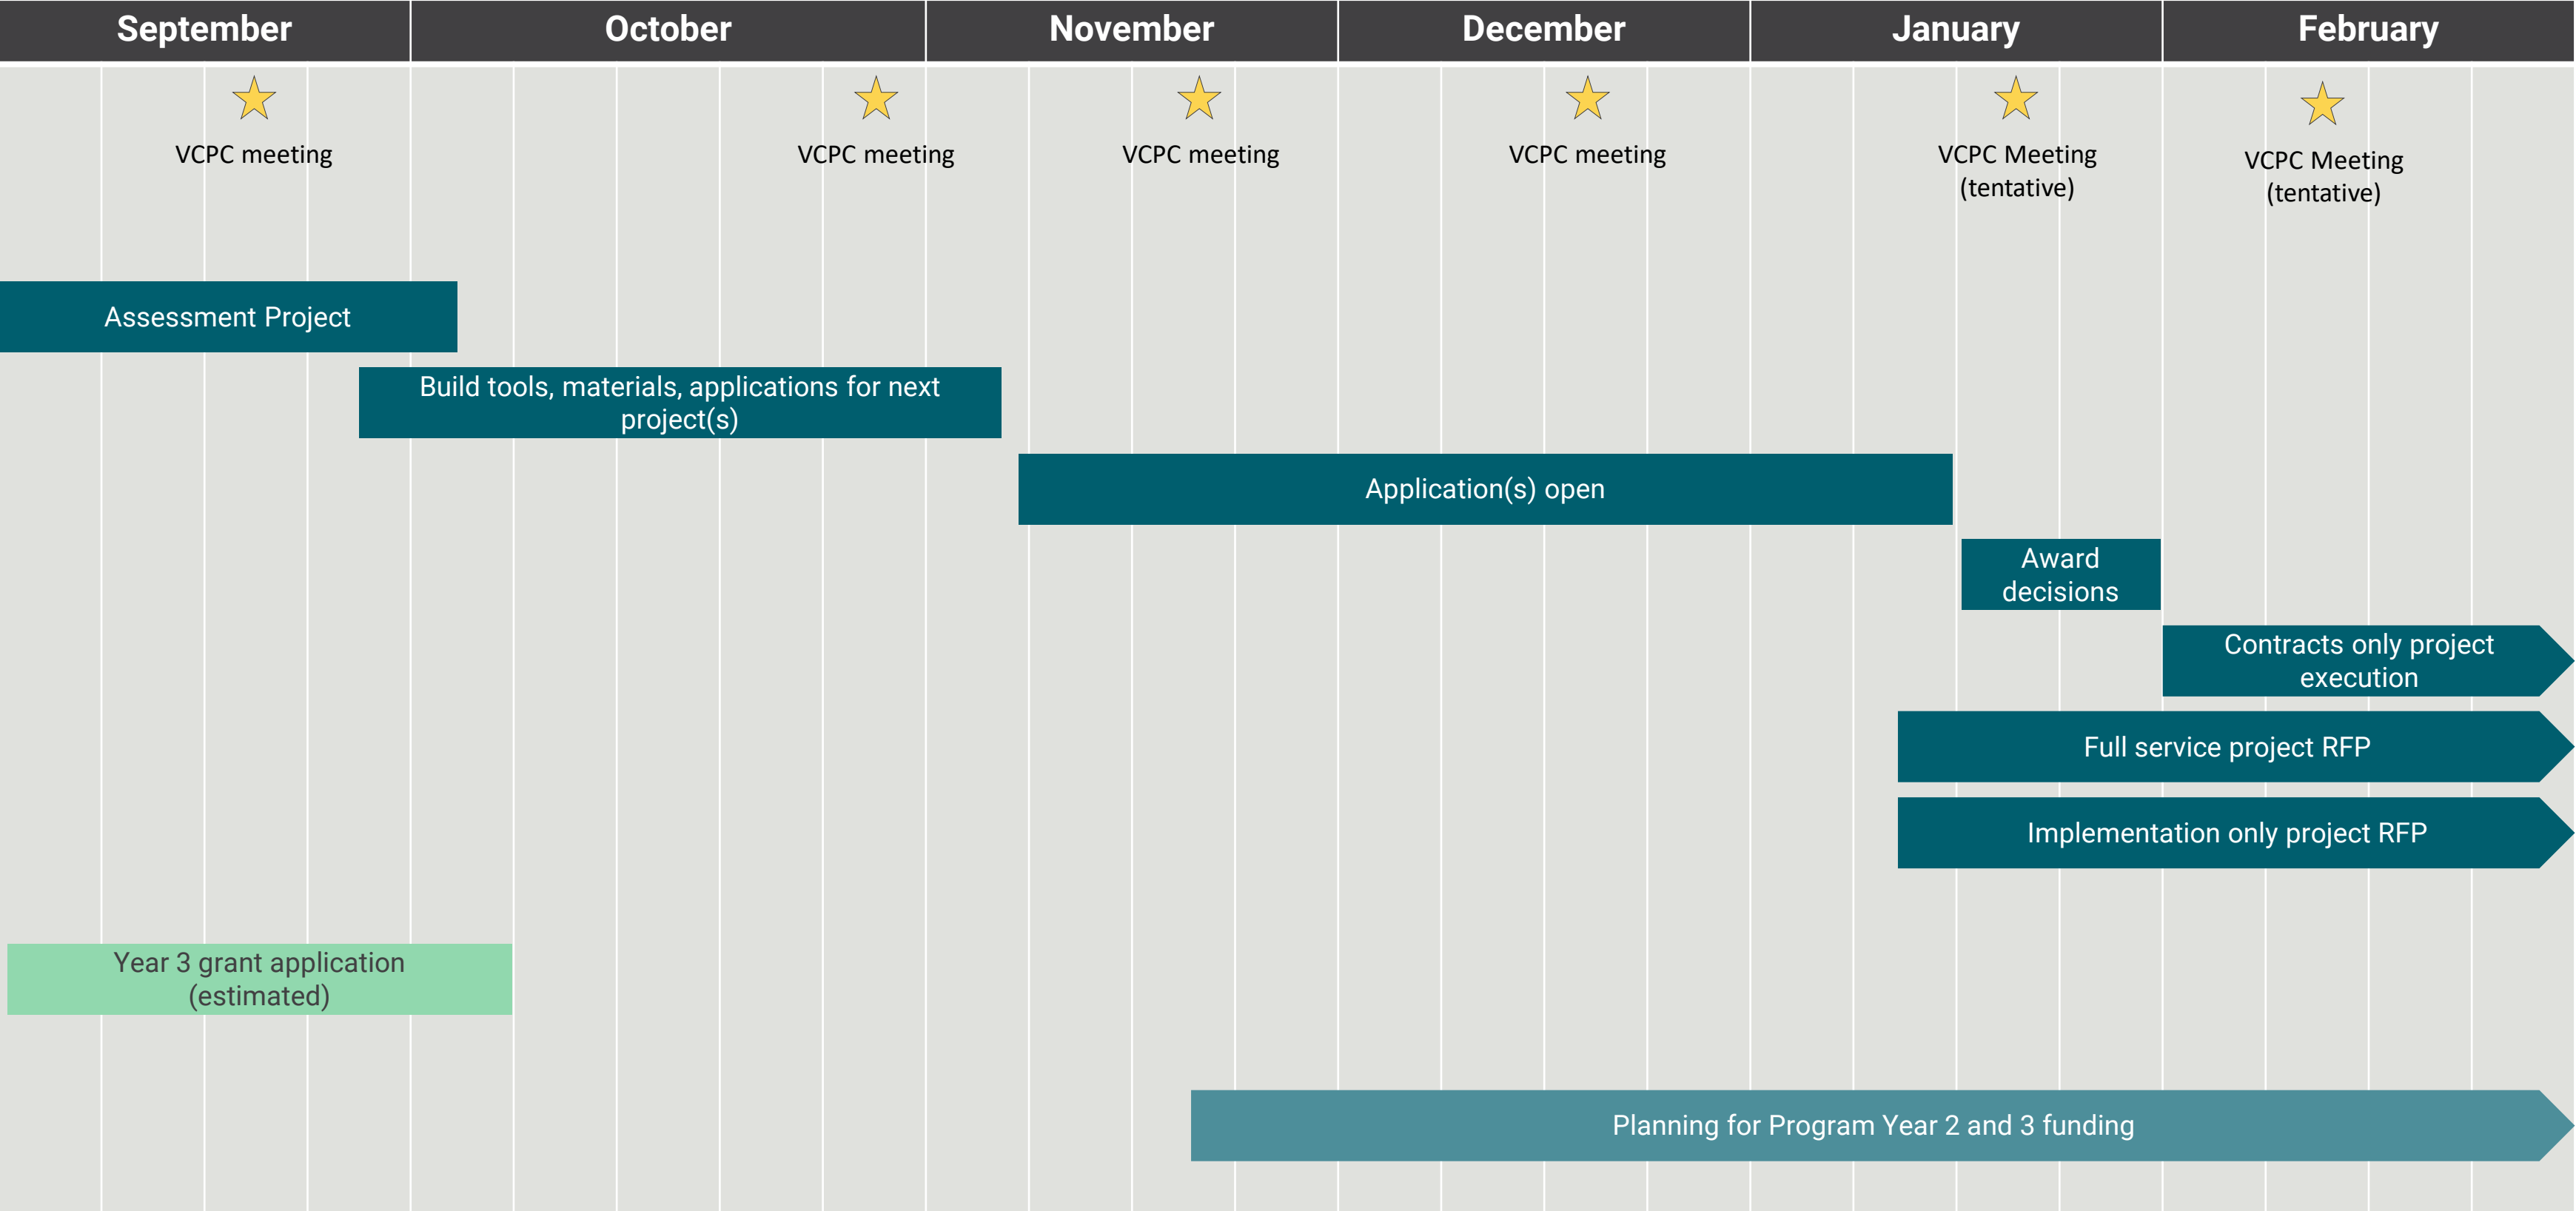 September October November December January February
VCPC meeting VCPC meeting VCPC meeting VCPC meeting VCPC Meeting
(tentative)
VCPC Meeting
(tentative)
Assessment Project
Build tools, materials, applications for next
project(s)
Application(s) open
Award
decisions
Contracts only project
execution
Full service project RFP
Implementation only project RFP
Year 3 grant application
(estimated)
Planning for Program Year 2 and 3 funding